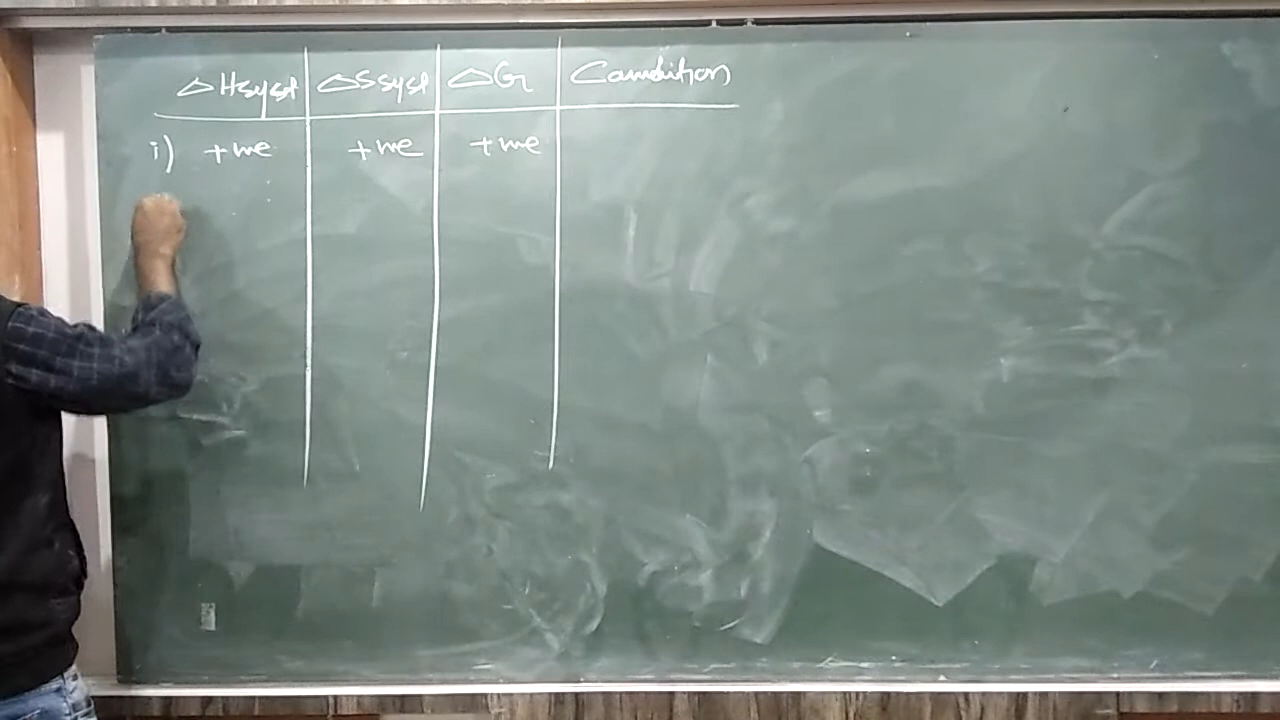 ΔHsyst ΔSsyst ΔG Condition
i) +ve +ve +ve